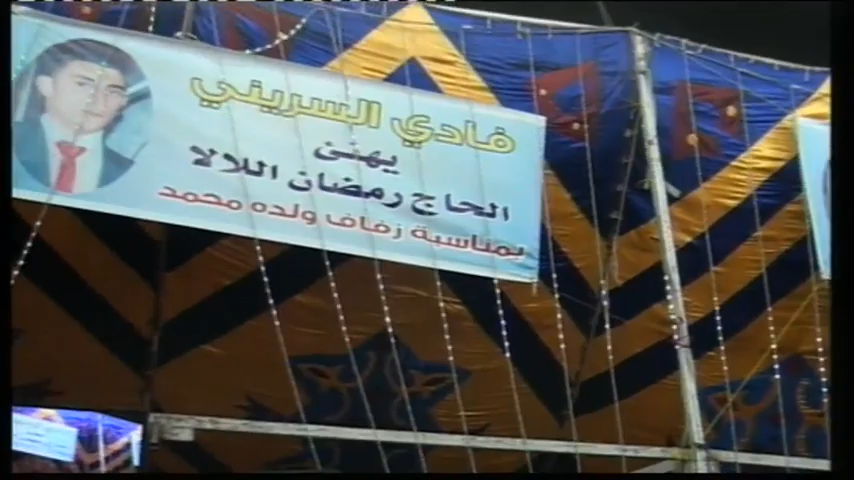 فادي السريني
يهنئ
الحاج رمضان اللالا
بمناسبة زفاف ولده محمد